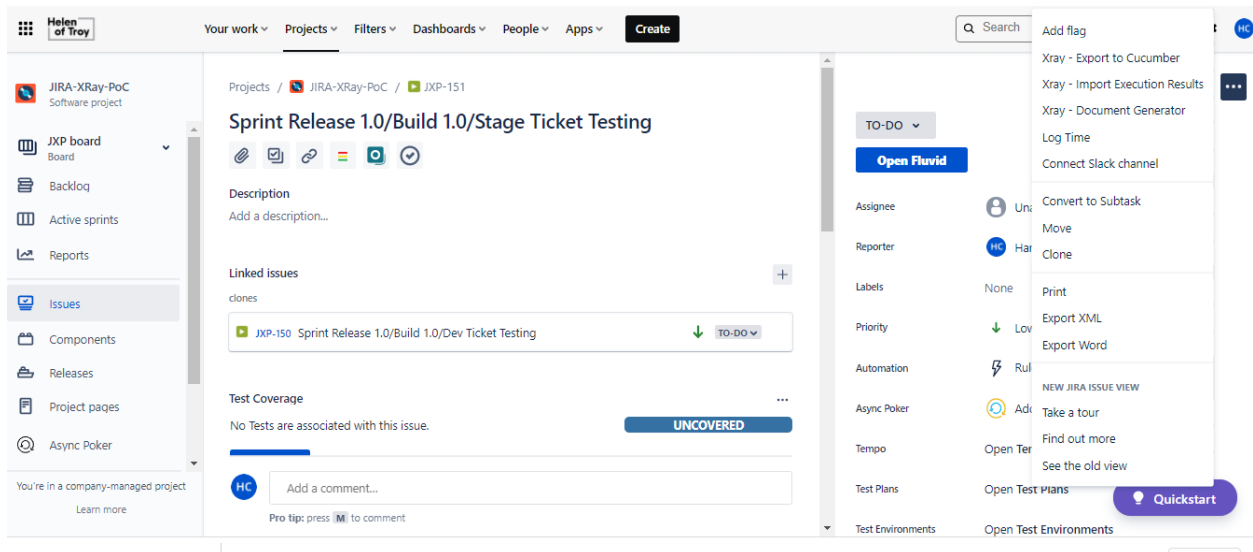 Helen
of Troy
Your work Projects Filters Dashboards People Apps Create
Search
HC
JIRA-XRay-PoC
Software project
JXP board
Board
Backlog
Active sprints
Reports
Issues
Components
Releases
Project pages
Async Poker
You're in a company-managed project
Learn more
Projects / JIRA-XRay-PoC / JXP-151
Sprint Release 1.0/Build 1.0/Stage Ticket Testing
Description
Add a description...
Linked issues
clones
JXP-150 Sprint Release 1.0/Build 1.0/Dev Ticket Testing TO-DO
Test Coverage
No Tests are associated with this issue. UNCOVERED
HC Add a comment...
Pro tip: press M to comment
TO-DO
Open Fluvid
Assignee
Reporter HC
Labels None
Priority
Automation
Async Poker
Tempo Open
Test Plans Open Test Plans
Test Environments Open Test Environments
Add flag
Xray - Export to Cucumber
Xray - Import Execution Results
Xray - Document Generator
Log Time
Connect Slack channel
Convert to Subtask
Move
Clone
Print
Export XML
Export Word
NEW JIRA ISSUE VIEW
Take a tour
Find out more
See the old view
Quickstart